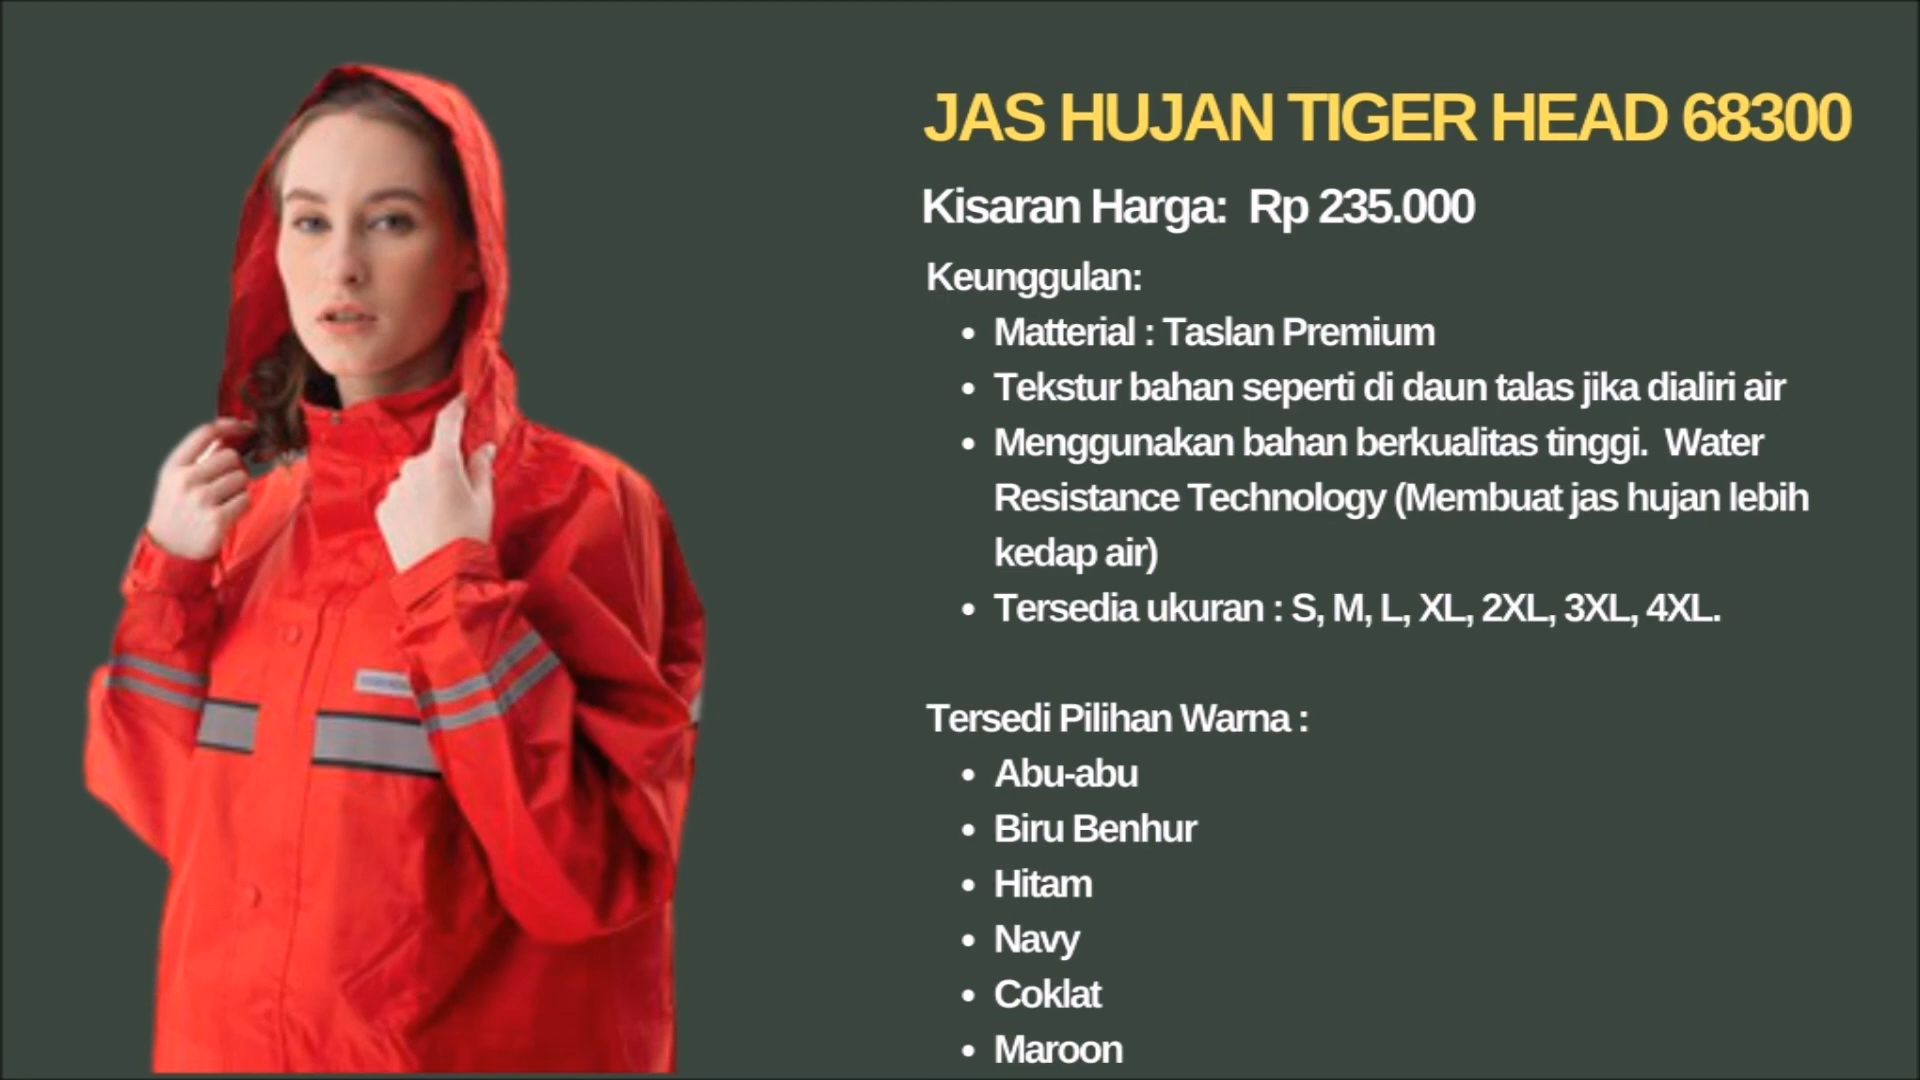 JAS HUJAN TIGER HEAD 68300
Kisaran Harga: Rp 235.000
Keunggulan:
• Matterial : Taslan Premium
• Tekstur bahan seperti di daun talas jika dialiri air
• Menggunakan bahan berkualitas tinggi. Water
Resistance Technology (Membuat jas hujan lebih
kedap air)
• Tersedia ukuran : S, M, L, XL, 2XL, 3XL, 4XL.
Tersedi Pilihan Warna :
• Abu-abu
• Biru Benhur
• Hitam
• Navy
• Coklat
• Maroon